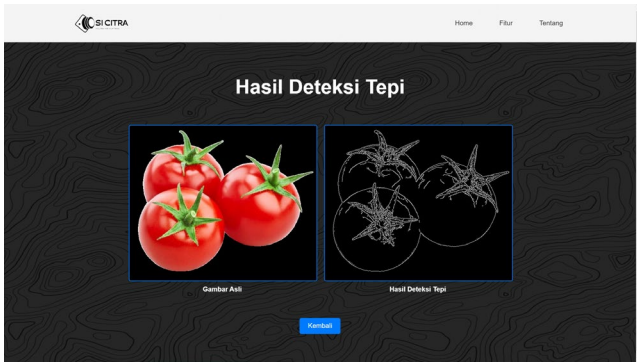 SI CITRA
Home
Fitur
Tentang
Hasil Deteksi Tepi
Gambar Asli
Hasil Deteksi Tepi
Kembali